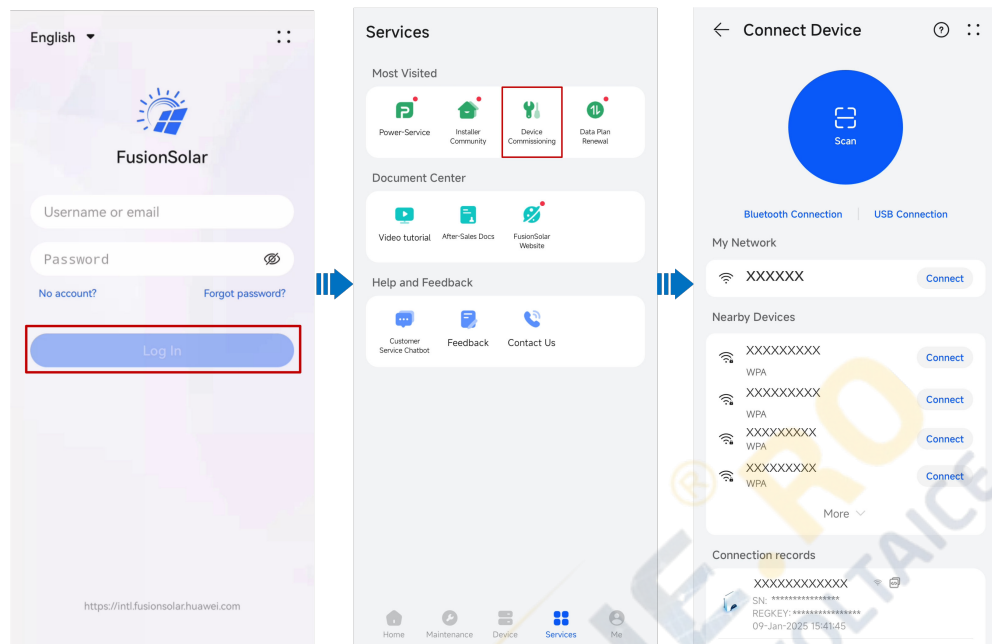 English
FusionSolar
Username or email
Password
No account? Forgot password?
Log In
https://intl.fusionsolar.huawei.com
Services
Most Visited
Power-Service
Installer
Community
Device
Commissioning
Data Plan
Renewal
Document Center
Video tutorial
After-Sales Docs
FusionSolar
Website
Help and Feedback
Customer
Service Chatbot
Feedback
Contact Us
Home Maintenance Device Services Me
Connect Device
Scan
Bluetooth Connection USB Connection
My Network
XXXXXX Connect
Nearby Devices
XXXXXXXXX Connect
WPA
XXXXXXXXX Connect
WPA
XXXXXXXXX Connect
WPA
XXXXXXXXX Connect
WPA
More
Connection records
XXXXXXXXXXXX
SN: ****************
REGKEY: ****************
09-Jan-2025 15:41:45